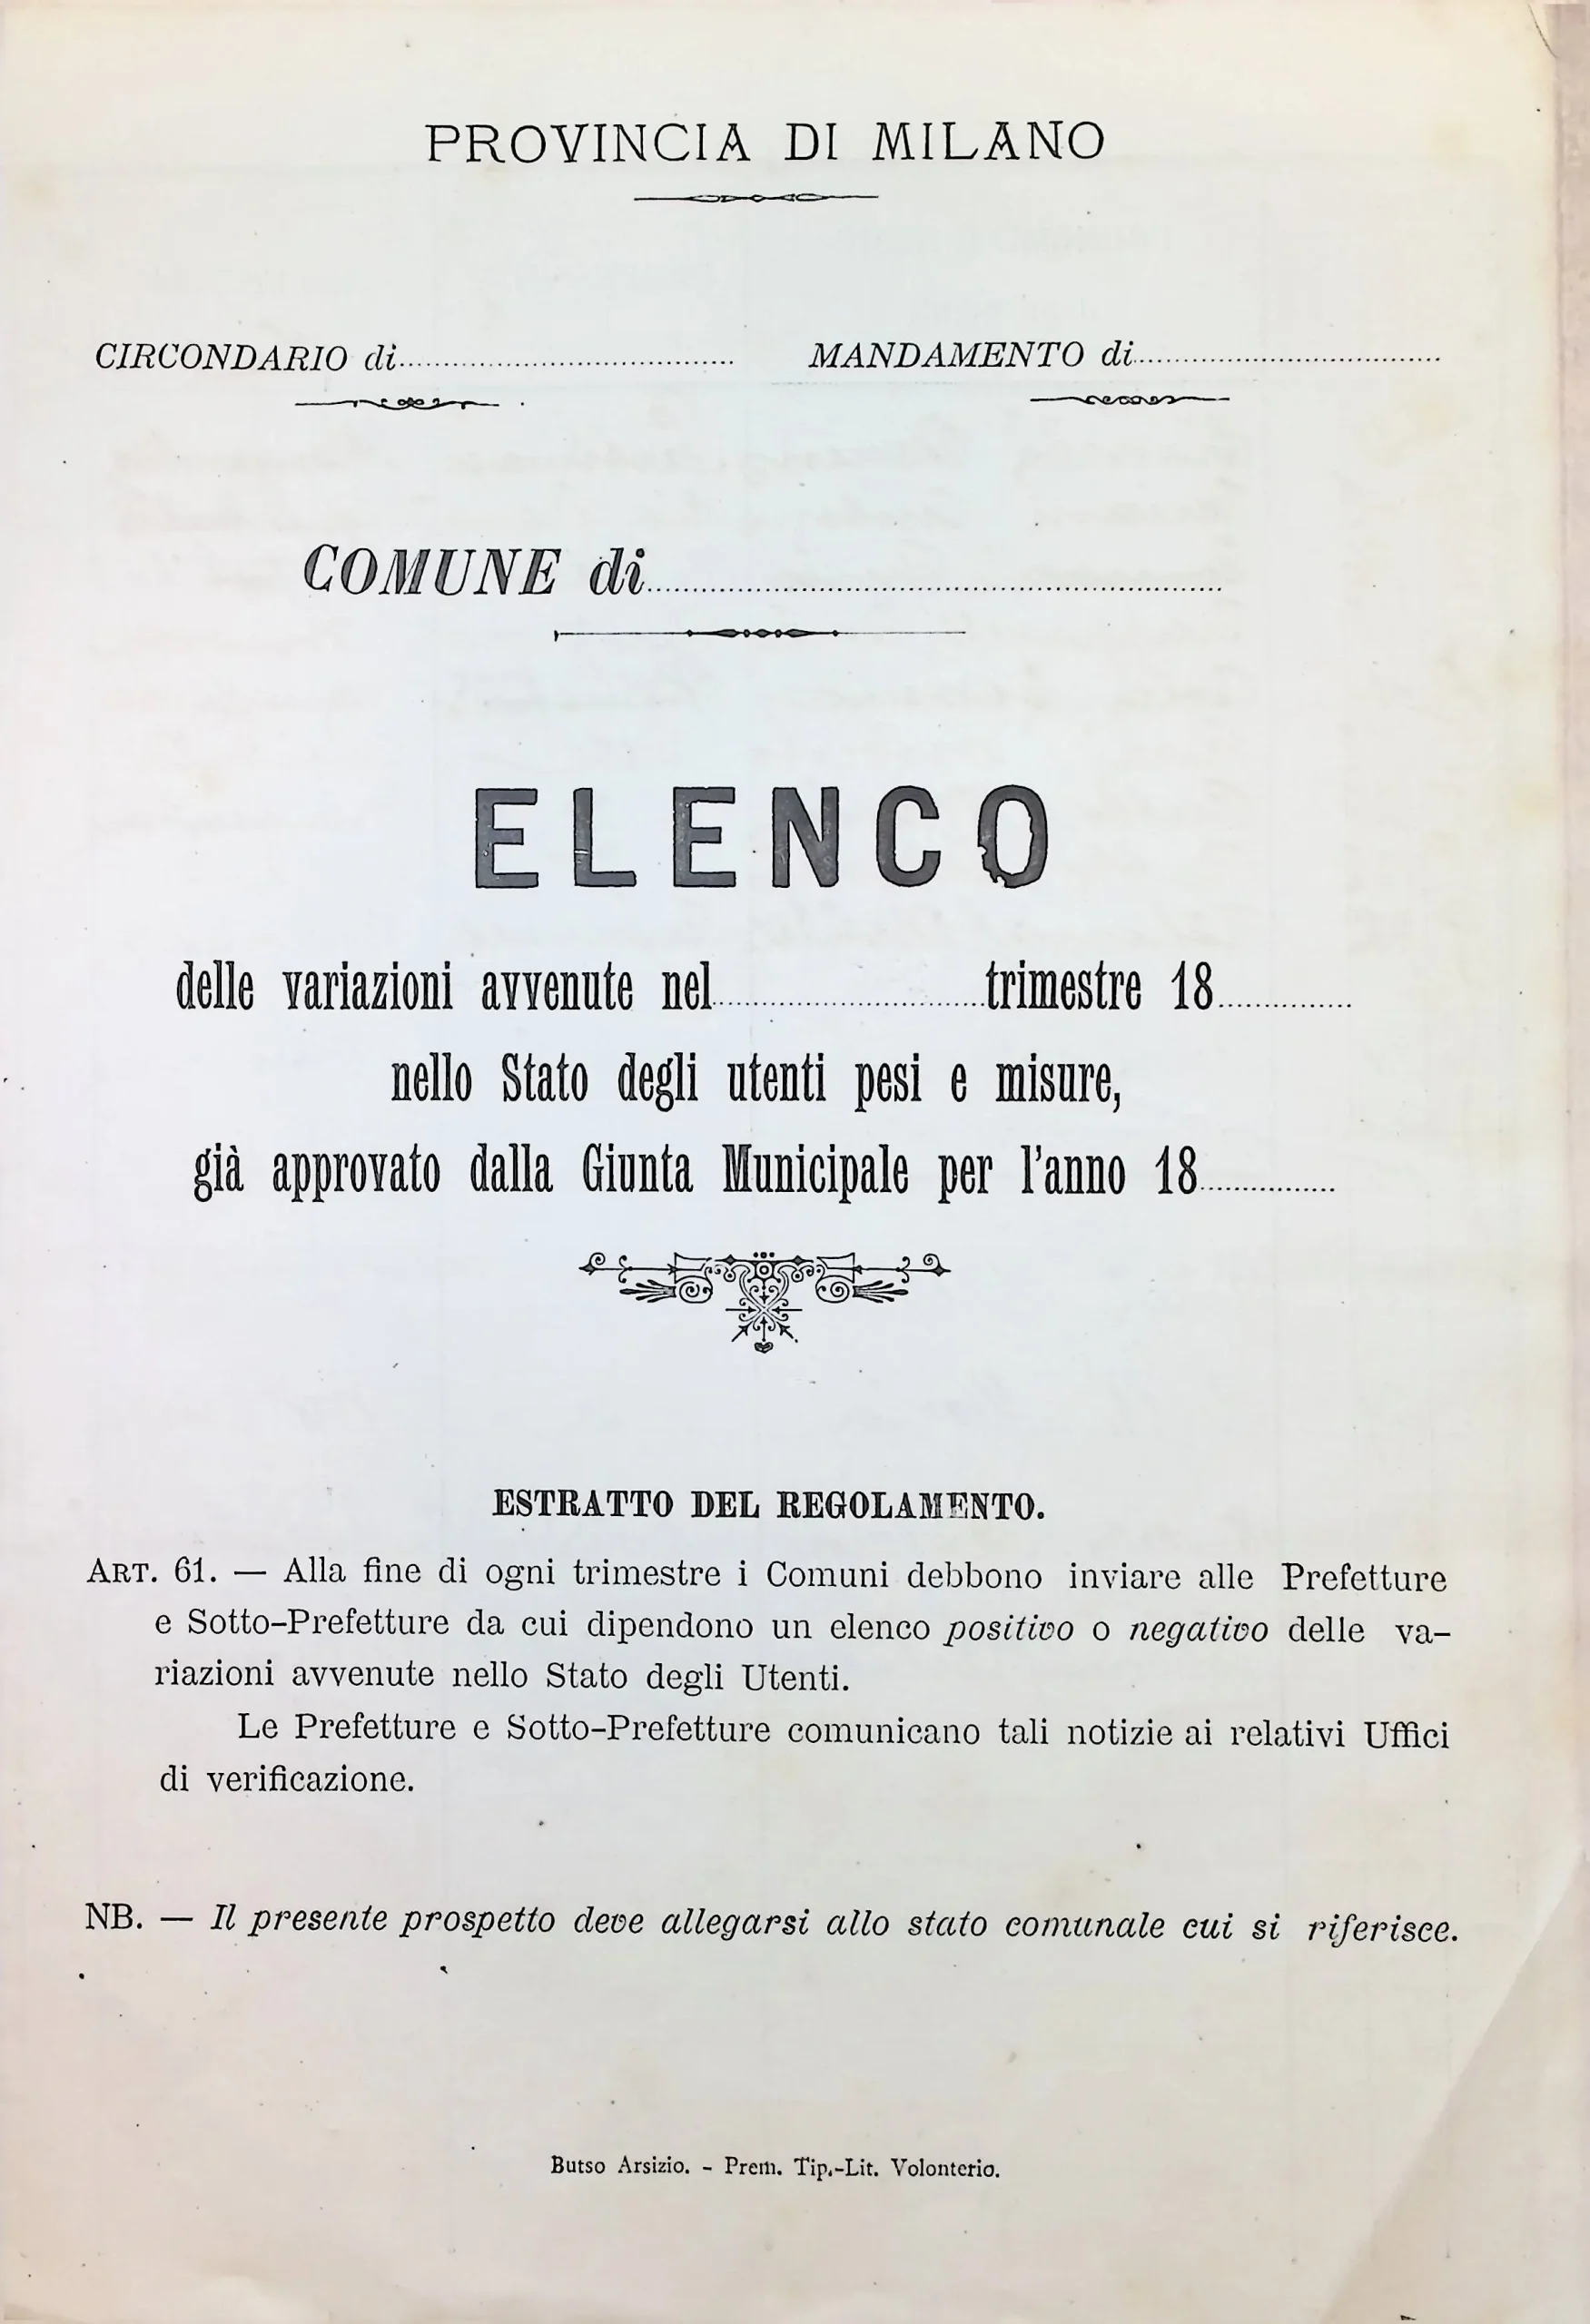 PROVINCIA DI MILANO
CIRCONDARIO di........................ MANDAMENTO di........................
COMUNE di........................
ELENCO
delle variazioni avvenute nel........................trimestre 18............
nello Stato degli utenti pesi e misure,
già approvato dalla Giunta Municipale per l'anno 18............
ESTRATTO DEL REGOLAMENTO.
ART. 61. — Alla fine di ogni trimestre i Comuni debbono inviare alle Prefetture
e Sotto-Prefetture da cui dipendono un elenco positivo o negativo delle va-
riazioni avvenute nello Stato degli Utenti.
Le Prefetture e Sotto-Prefetture comunicano tali notizie ai relativi Uffici
di verificazione.
NB. — Il presente prospetto deve allegarsi allo stato comunale cui si riferisce.
Butso Arsizio. - Prem. Tip.-Lit. Volonterio.